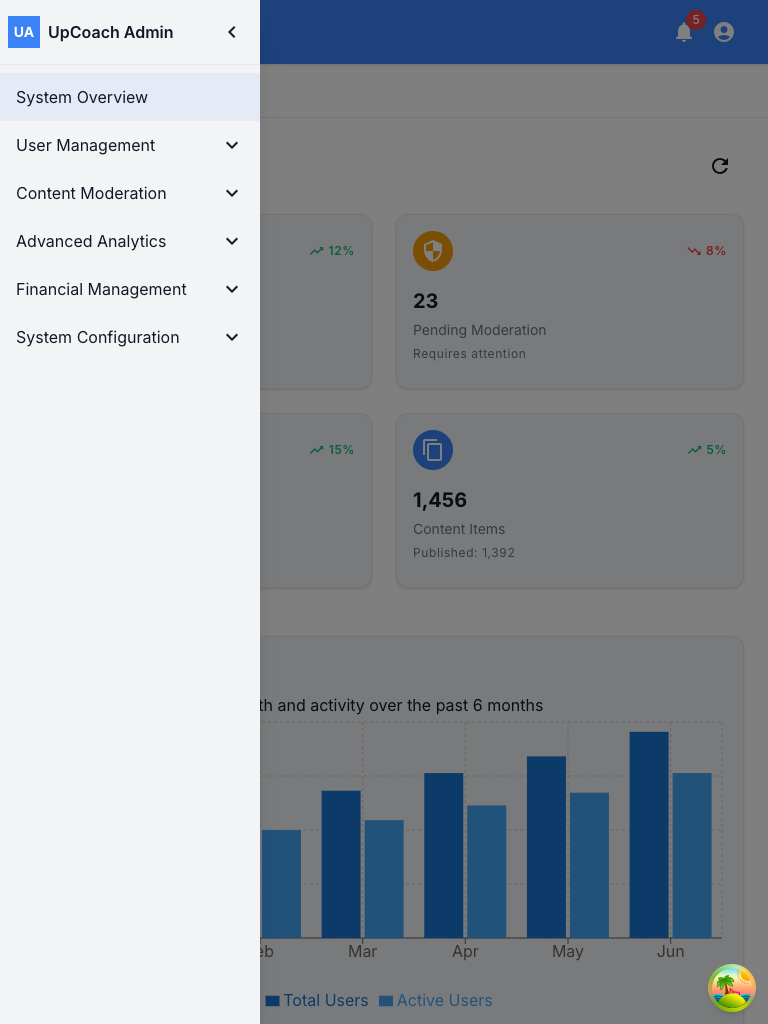 UA UpCoach Admin
5
System Overview
User Management
Content Moderation
Advanced Analytics
Financial Management
System Configuration
12%
8%
23
Pending Moderation
Requires attention
15%
5%
1,456
Content Items
Published: 1,392
th and activity over the past 6 months
eb Mar Apr May Jun
Total Users Active Users